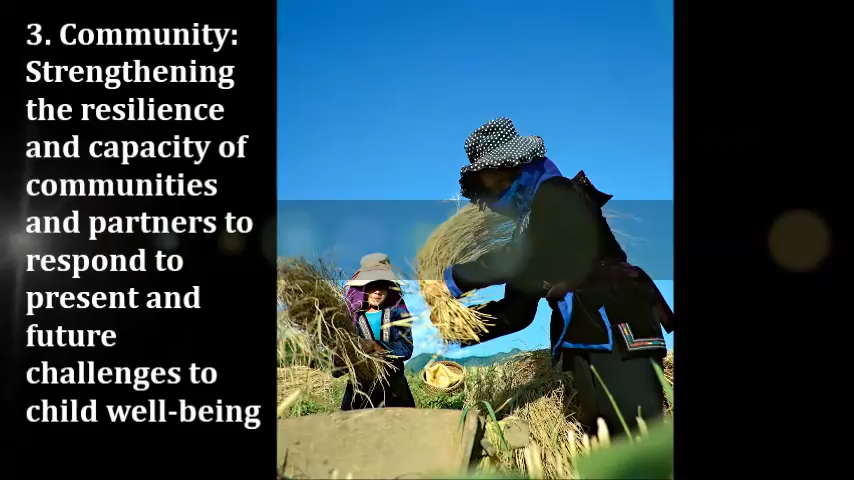 3. Community:
Strengthening
the resilience
and capacity of
communities
and partners to
respond to
present and
future
challenges to
child well-being